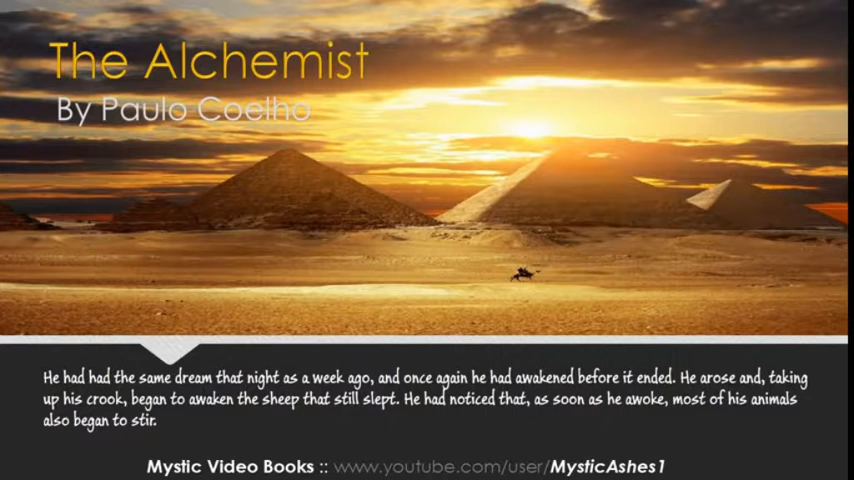 The Alchemist
By Paulo Coelho
He had had the same dream that night as a week ago, and once again he had awakened before it ended. He arose and, taking
up his crook, began to awaken the sheep that still slept. He had noticed that, as soon as he awoke, most of his animals
also began to stir.
Mystic Video Books :: www.youtube.com/user/MysticAshes1